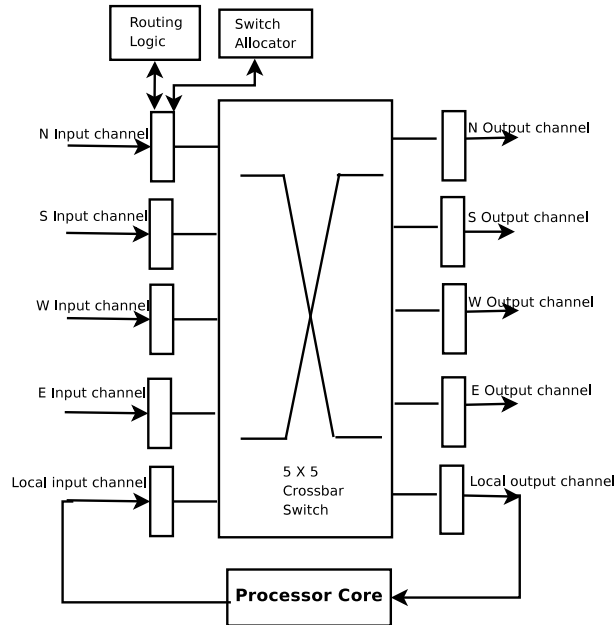 Routing
Logic
Switch
Allocator
N Input channel
N Output channel
S Input channel
S Output channel
W Input channel
W Output channel
E Input channel
E Output channel
Local input channel
Local output channel
5 X 5
Crossbar
Switch
Processor Core